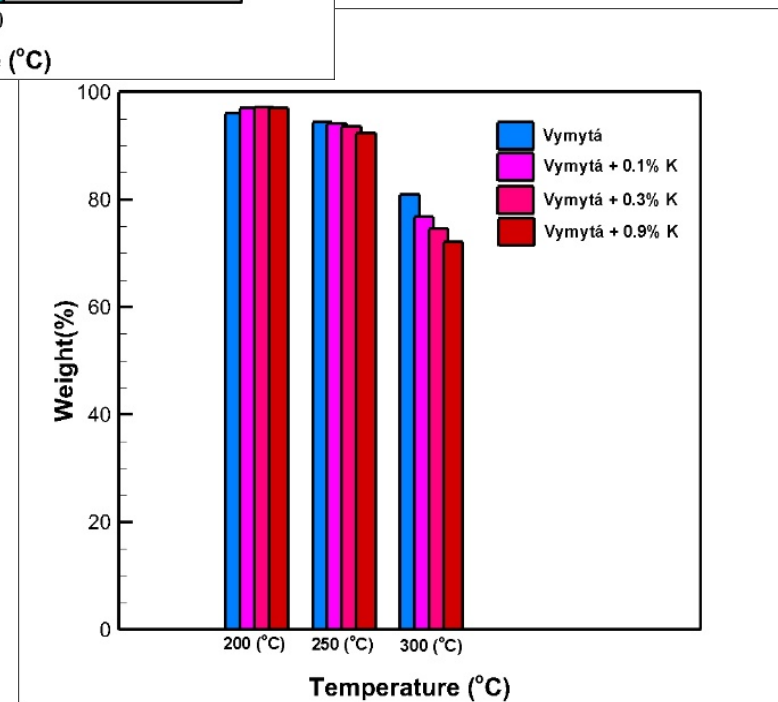 )
(°C)
100
80
60
40
20
0
Weight(%)
Vymytá
Vymytá + 0.1% K
Vymytá + 0.3% K
Vymytá + 0.9% K
200 (°C) 250 (°C) 300 (°C)
Temperature (°C)